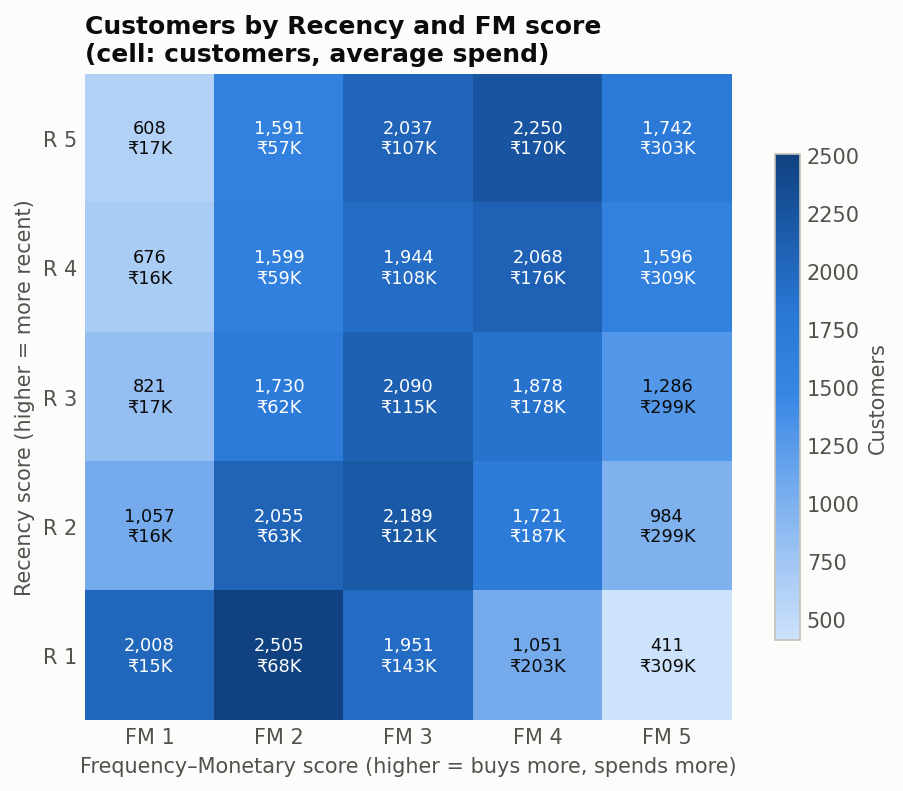 Customers by Recency and FM score
(cell: customers, average spend)
Recency score (higher = more recent)
R 5
608
₹17K
1,591
₹57K
2,037
₹107K
2,250
₹170K
1,742
₹303K
R 4
676
₹16K
1,599
₹59K
1,944
₹108K
2,068
₹176K
1,596
₹309K
R 3
821
₹17K
1,730
₹62K
2,090
₹115K
1,878
₹178K
1,286
₹299K
R 2
1,057
₹16K
2,055
₹63K
2,189
₹121K
1,721
₹187K
984
₹299K
R 1
2,008
₹15K
2,505
₹68K
1,951
₹143K
1,051
₹203K
411
₹309K
FM 1
FM 2
FM 3
FM 4
FM 5
Frequency–Monetary score (higher = buys more, spends more)
2500
2250
2000
1750
1500
1250
1000
750
500
Customers